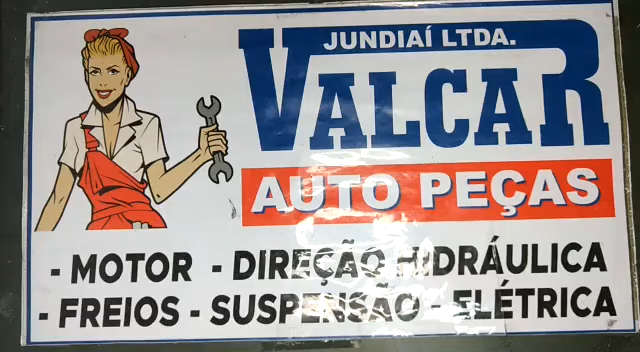 JUNDIAÍ LTDA.
VALCAR
AUTO PEÇAS
- MOTOR - DIREÇÃO HIDRÁULICA
- FREIOS - SUSPENSÃO - ELÉTRICA